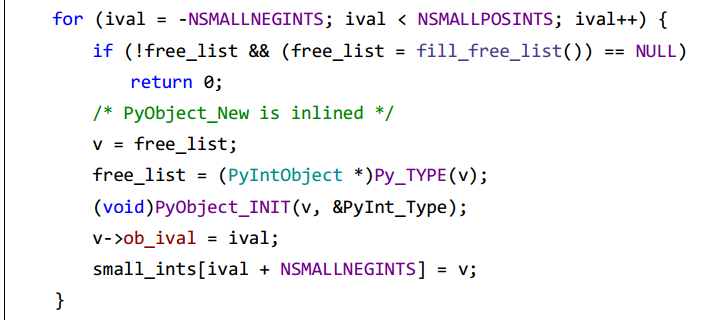 for (ival = -NSMALLNEGINTS; ival < NSMALLPOSINTS; ival++) {
if (!free_list && (free_list = fill_free_list()) == NULL)
return 0;
/* PyObject_New is inlined */
v = free_list;
free_list = (PyIntObject *)Py_TYPE(v);
(void)PyObject_INIT(v, &PyInt_Type);
v->ob_ival = ival;
small_ints[ival + NSMALLNEGINTS] = v;
}